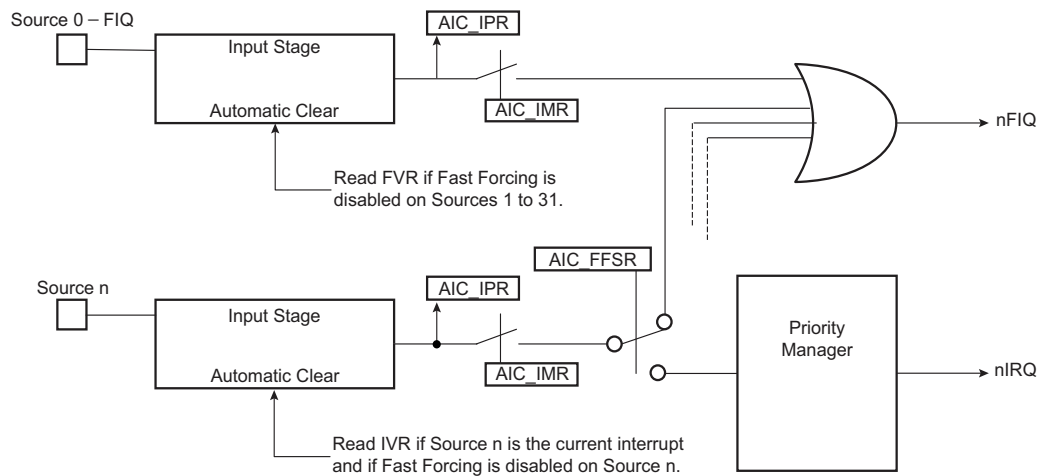 Source 0 – FIQ
AIC_IPR
Input Stage
Automatic Clear
AIC_IMR
nFIQ
Read FVR if Fast Forcing is
disabled on Sources 1 to 31.
AIC_FFSR
Source n
AIC_IPR
Input Stage
Priority
Manager
Automatic Clear
AIC_IMR
nIRQ
Read IVR if Source n is the current interrupt
and if Fast Forcing is disabled on Source n.